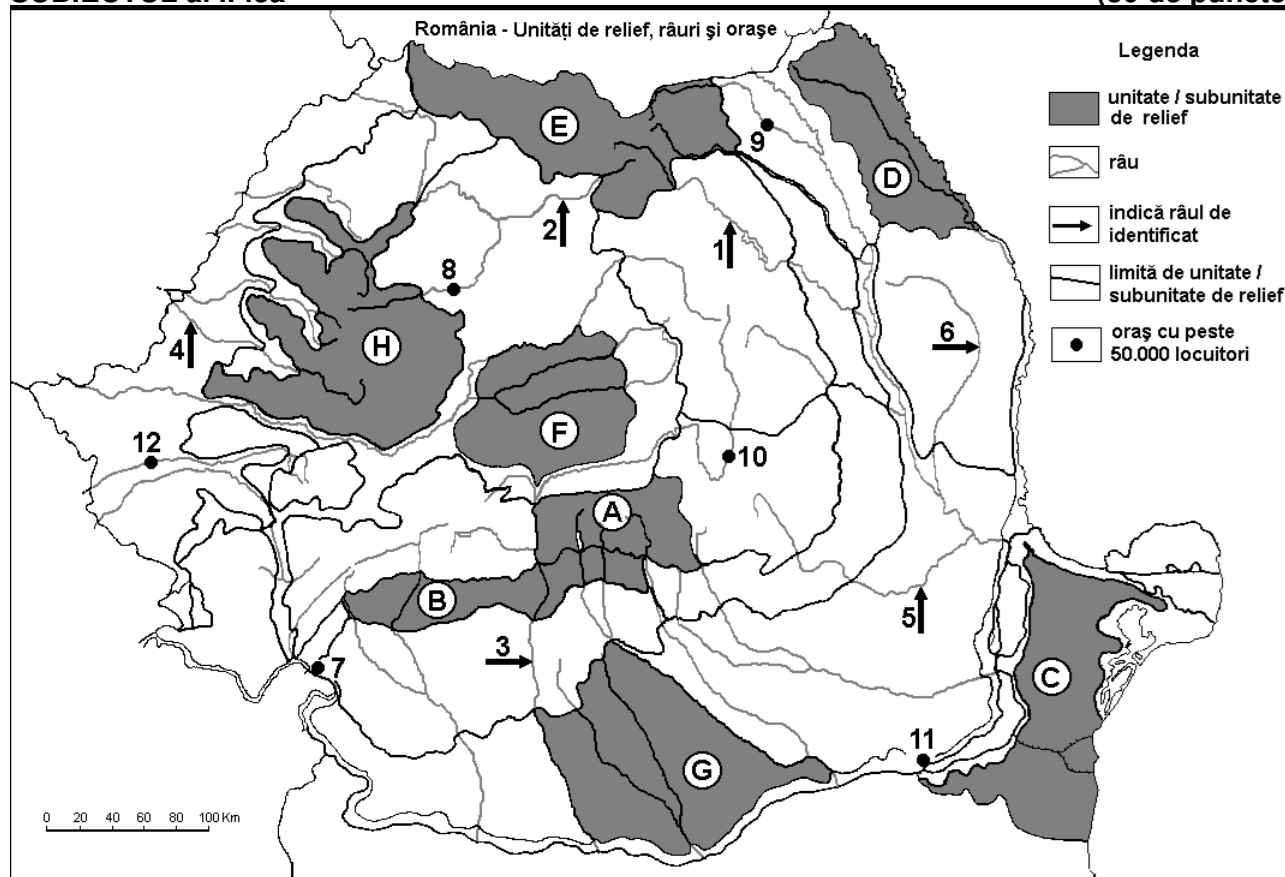 România - Unităţi de relief, râuri şi oraşe
Legenda
unitate / subunitate
de relief
râu
indică râul de
identificat
limită de unitate /
subunitate de relief
oraş cu peste
50.000 locuitori
E
9
D
2
1
8
6
H
4
F
12
10
A
B
5
3
7
C
11
G
0 20 40 60 80 100 Km